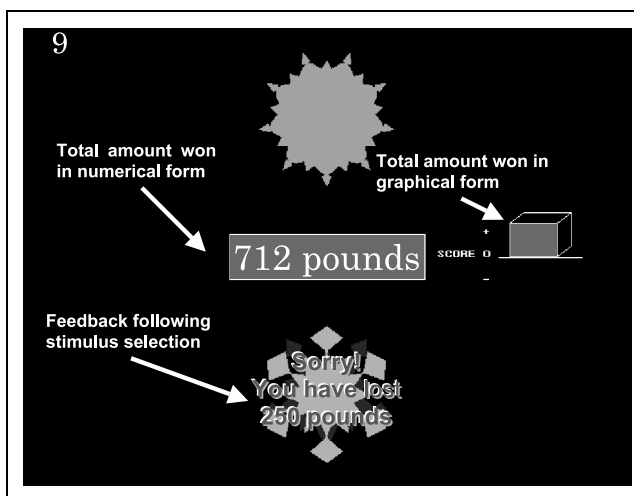 9
Total amount won
in numerical form
Total amount won in
graphical form
712 pounds
+
SCORE 0
−
Feedback following
stimulus selection
Sorry!
You have lost
250 pounds